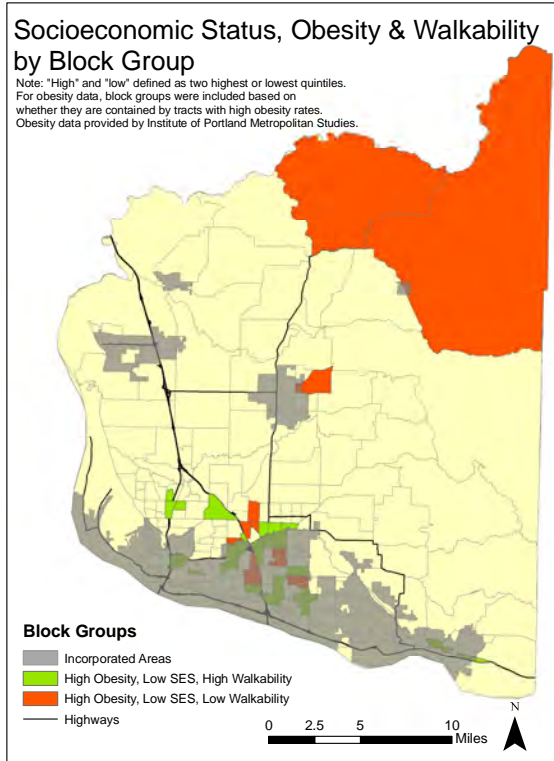 Socioeconomic Status, Obesity & Walkability
by Block Group
Note: "High" and "low" defined as two highest or lowest quintiles.
For obesity data, block groups were included based on
whether they are contained by tracts with high obesity rates.
Obesity data provided by Institute of Portland Metropolitan Studies.
Block Groups
Incorporated Areas
High Obesity, Low SES, High Walkability
High Obesity, Low SES, Low Walkability
Highways
0 2.5 5 10
Miles
N